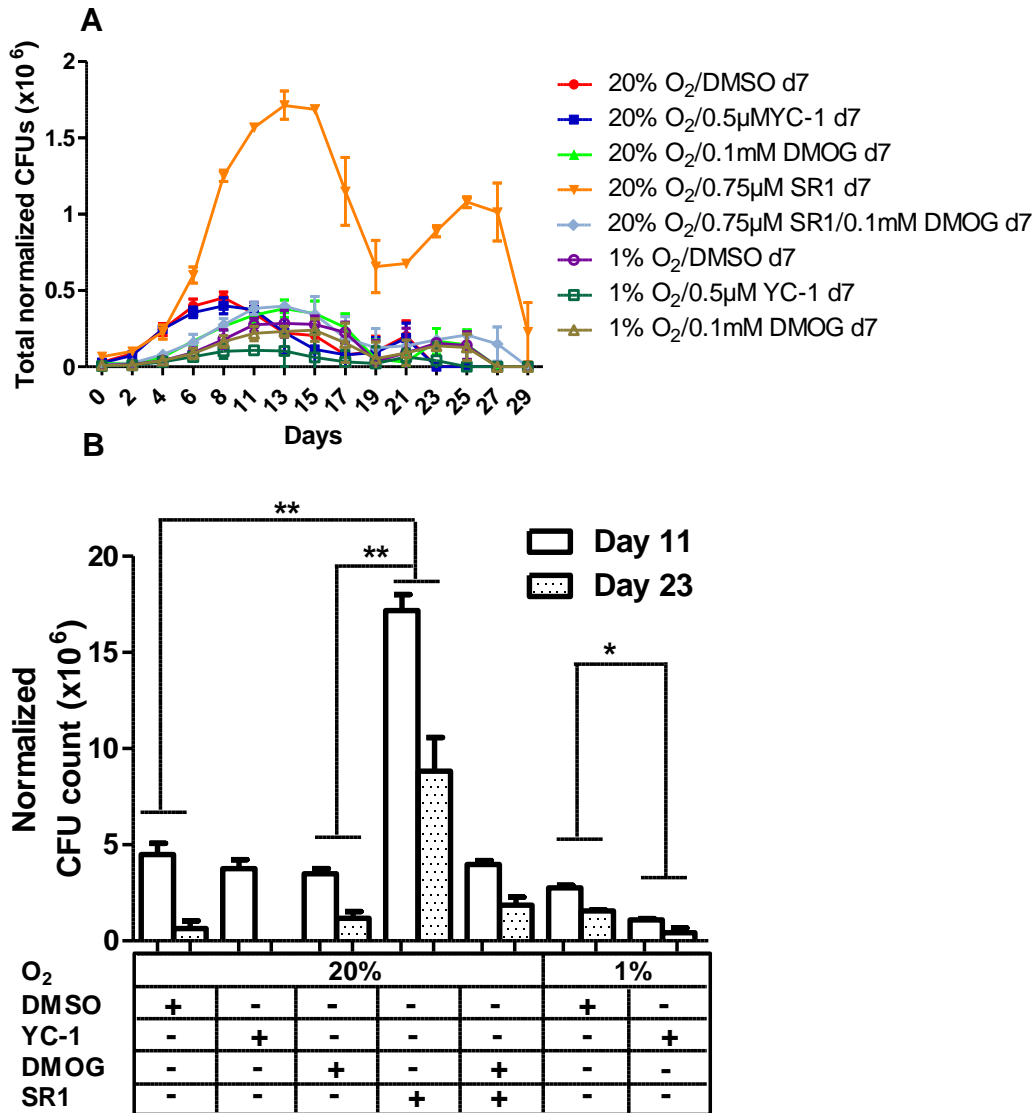 A
Total normalized CFUs (x10⁶)
2
1.5
1
0.5
0
0 2 4 6 8 11 13 15 17 19 21 23 25 27 29
Days
20% O₂/DMSO d7
20% O₂/0.5µMYC-1 d7
20% O₂/0.1mM DMOG d7
20% O₂/0.75µM SR1 d7
20% O₂/0.75µM SR1/0.1mM DMOG d7
1% O₂/DMSO d7
1% O₂/0.5µM YC-1 d7
1% O₂/0.1mM DMOG d7
B
Normalized
CFU count (x10⁶)
20
15
10
5
0
**
**
*
Day 11
Day 23
O₂ 20% 1%
DMSO + - - - - + -
YC-1 - + - - - - +
DMOG - - + - + - -
SR1 - - - + + - -